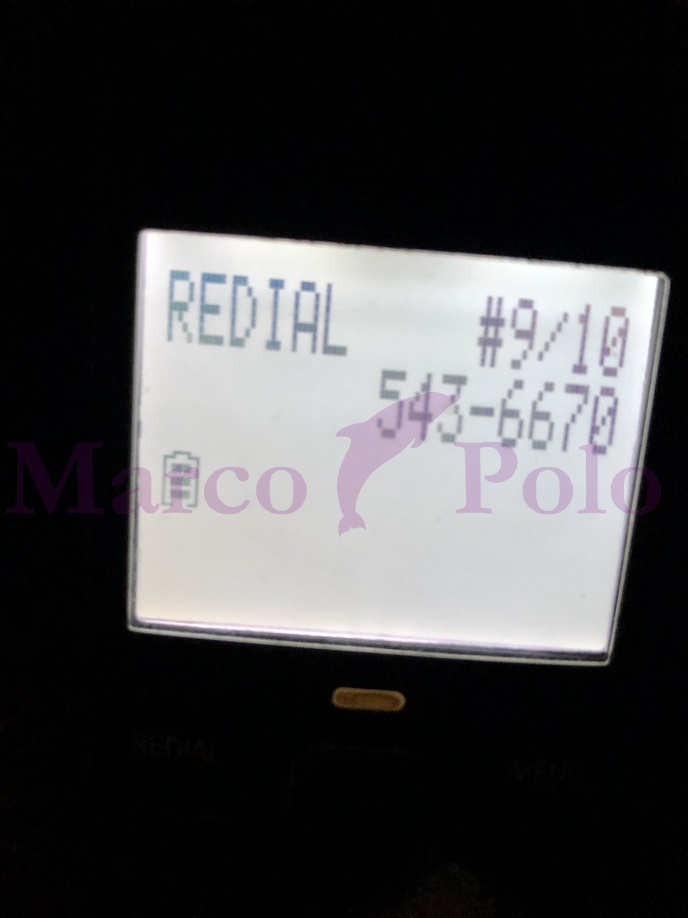 REDIAL #9/10
543-6670
Marco Polo
REDIAL
MENU